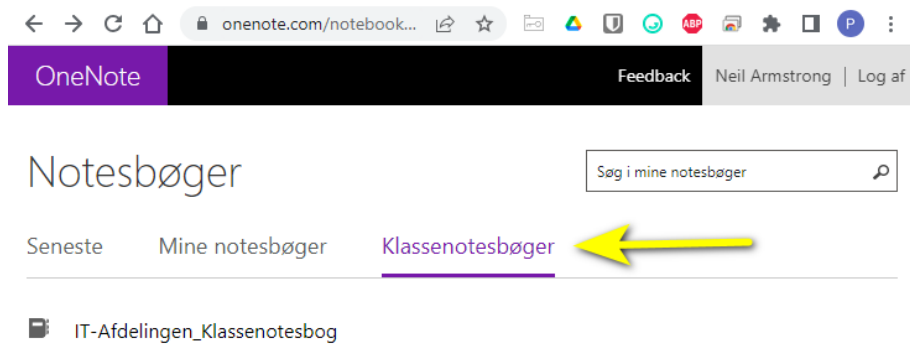 onenote.com/notebook... ABP P
OneNote Feedback Neil Armstrong | Log af
Notesbøger Søg i mine notesbøger
Seneste Mine notesbøger Klassenotesbøger
IT-Afdelingen_Klassenotesbog